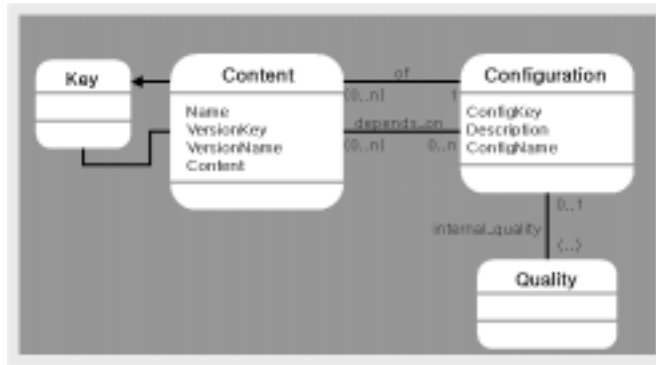 Key
Content
Name
VersionKey
VersionName
Content
of
(0..n)
1
depends_on
(0..n)
0..n
Configuration
ConfigKey
Description
ConfigName
0..1
internal_quality
(..)
Quality